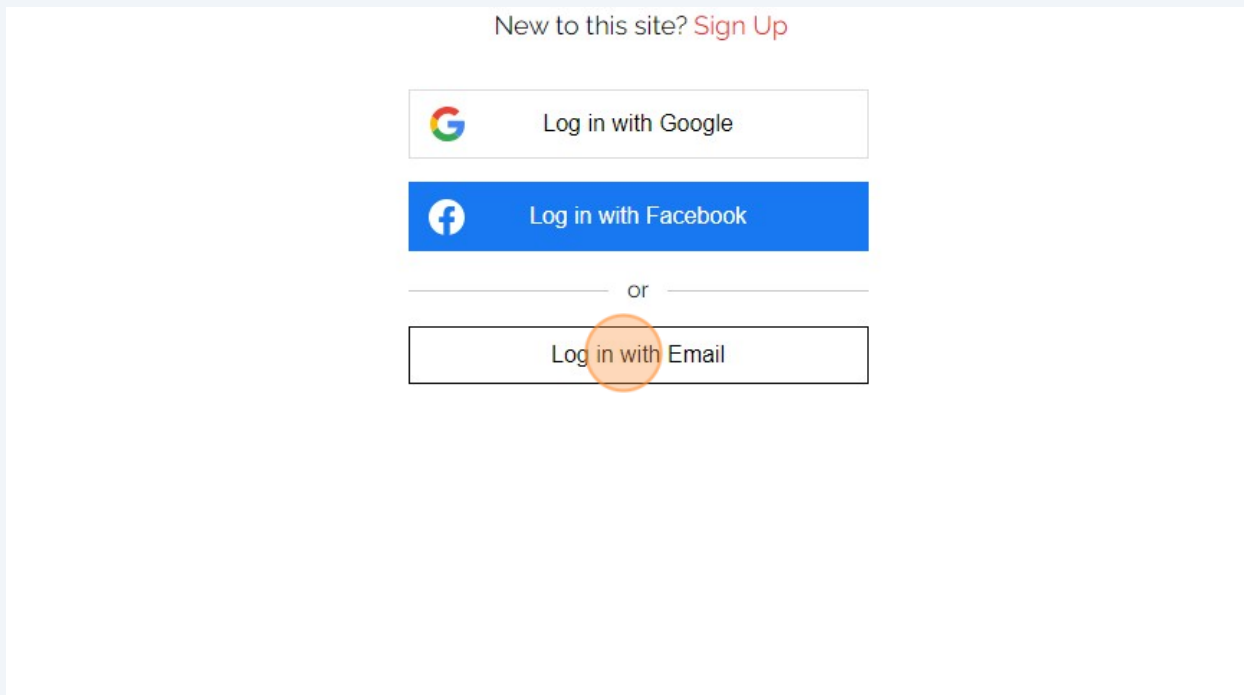 New to this site? Sign Up
Log in with Google
Log in with Facebook
or
Log in with Email